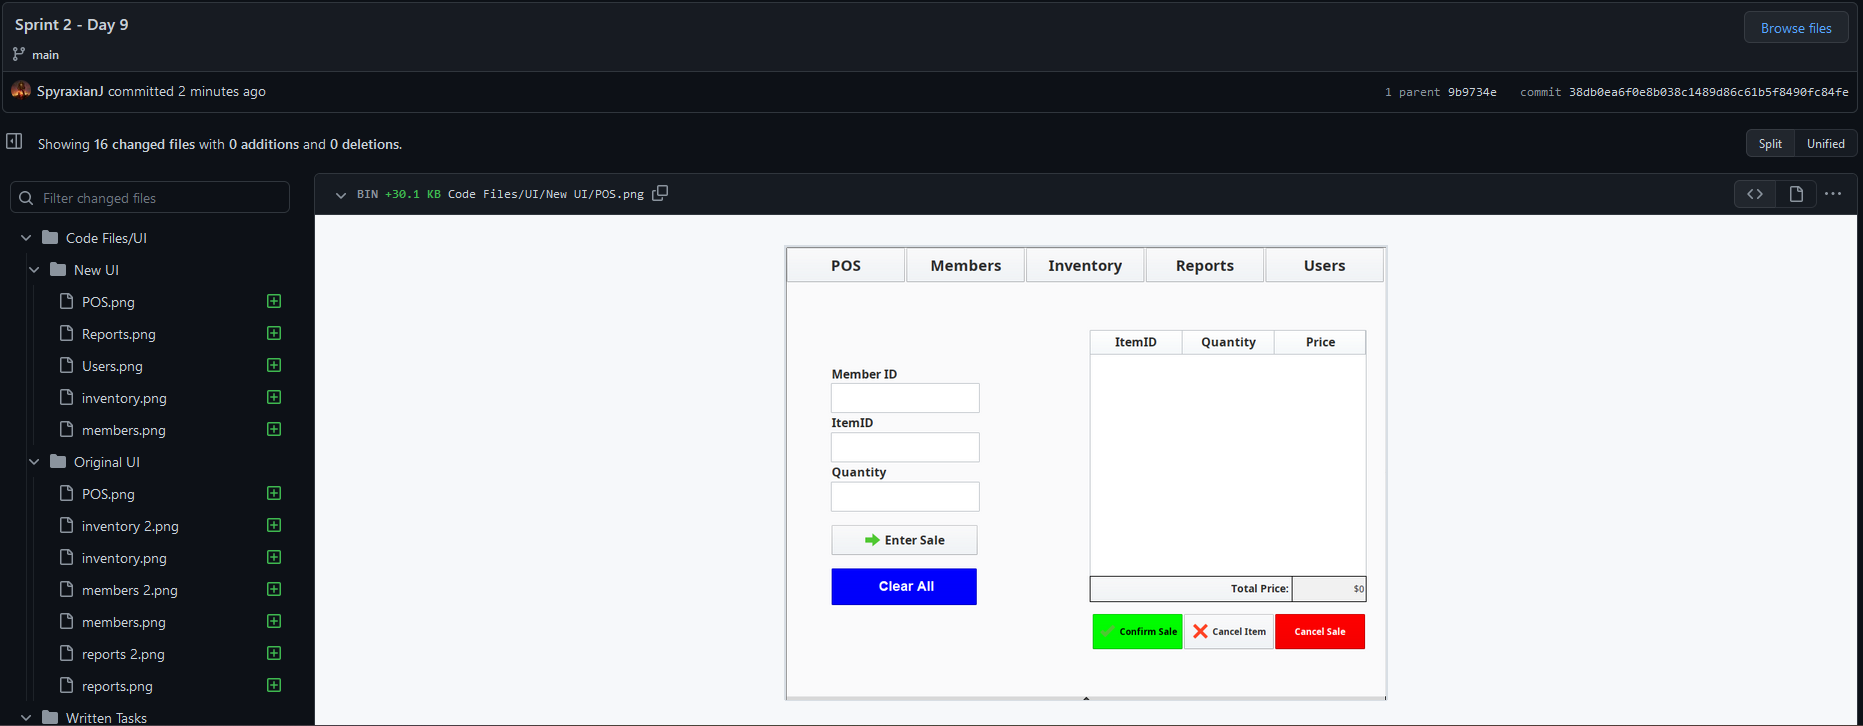 Sprint 2 - Day 9
Browse files
main
SpyraxianJ committed 2 minutes ago
1 parent 9b9734e commit 38db0ea6f0e8b038c1489d86c61b5f8490fc84fe
Showing 16 changed files with 0 additions and 0 deletions.
Split Unified
Filter changed files
Code Files/UI
New UI
POS.png
Reports.png
Users.png
inventory.png
members.png
Original UI
POS.png
inventory 2.png
inventory.png
members 2.png
members.png
reports 2.png
reports.png
Written Tasks
BIN +30.1 KB Code Files/UI/New UI/POS.png
POS Members Inventory Reports Users
Member ID
ItemID
Quantity
Enter Sale
Clear All
ItemID Quantity Price
Total Price: $0
Confirm Sale Cancel Item Cancel Sale